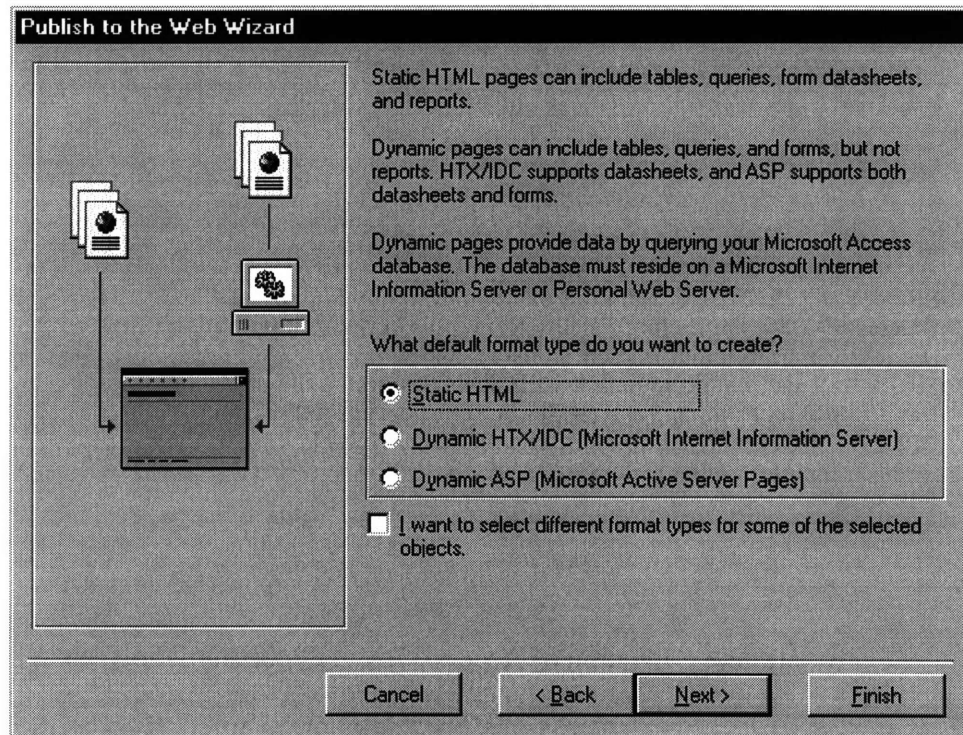 Publish to the Web Wizard
Static HTML pages can include tables, queries, form datasheets,
and reports.
Dynamic pages can include tables, queries, and forms, but not
reports. HTX/IDC supports datasheets, and ASP supports both
datasheets and forms.
Dynamic pages provide data by querying your Microsoft Access
database. The database must reside on a Microsoft Internet
Information Server or Personal Web Server.
What default format type do you want to create?
Static HTML
Dynamic HTX/IDC (Microsoft Internet Information Server)
Dynamic ASP (Microsoft Active Server Pages)
I want to select different format types for some of the selected
objects.
Cancel
< Back
Next >
Finish